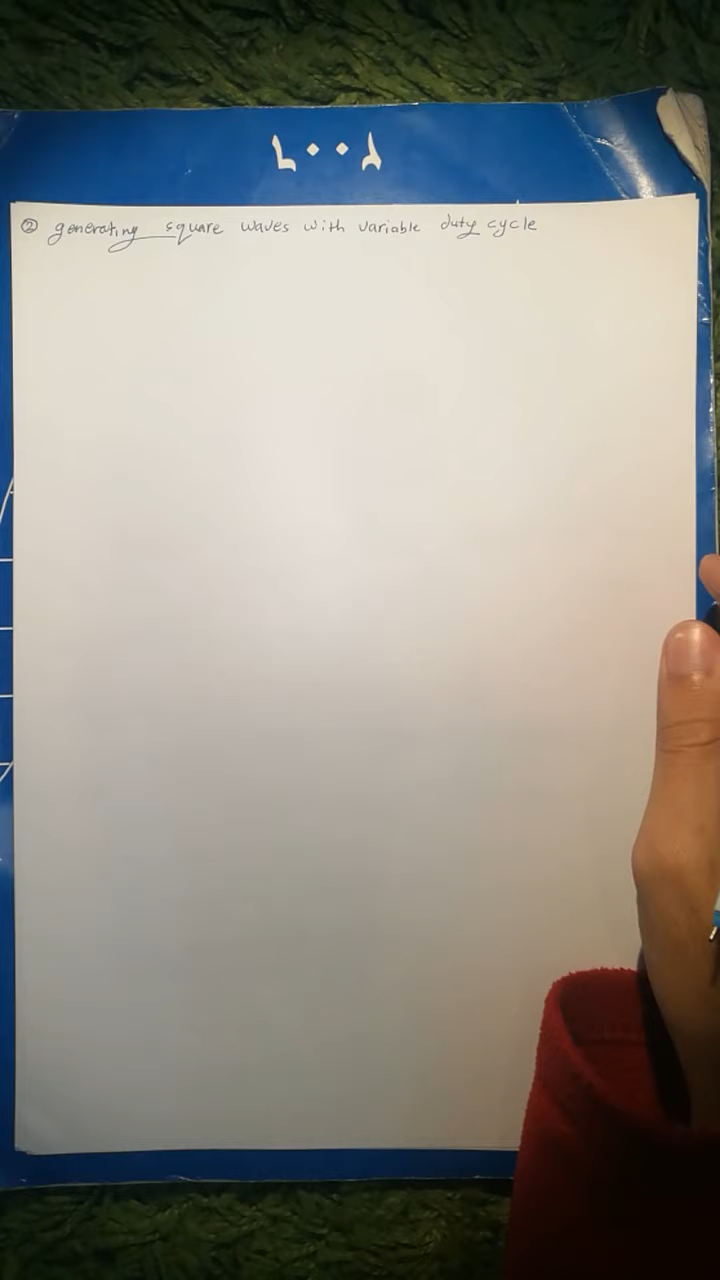 ② generating square waves with variable duty cycle